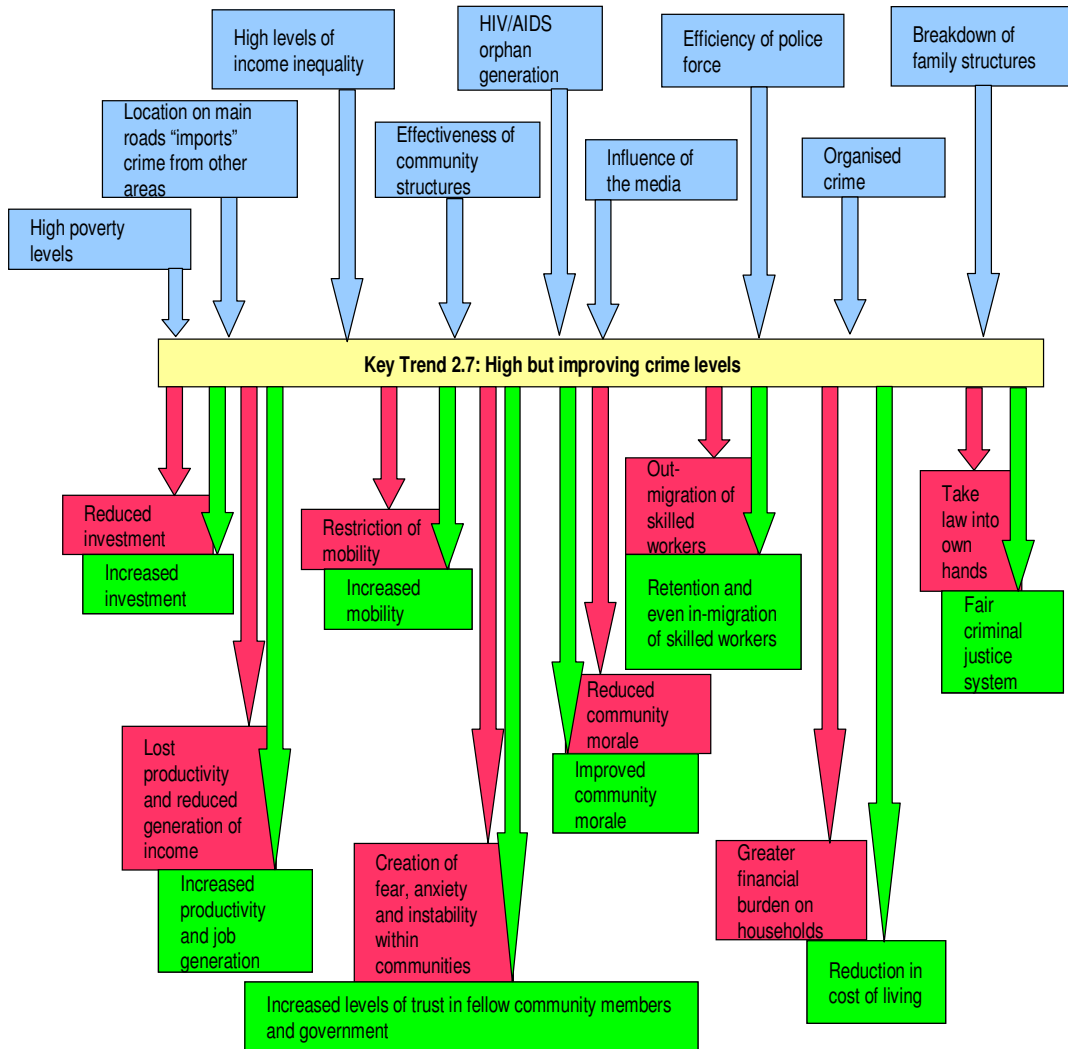 High levels of
income inequality
HIV/AIDS
orphan
generation
Efficiency of police
force
Breakdown of
family structures
Location on main
roads “imports”
crime from other
areas
Effectiveness of
community
structures
Influence of
the media
Organised
crime
High poverty
levels
Key Trend 2.7: High but improving crime levels
Reduced
investment
Increased
investment
Restriction of
mobility
Increased
mobility
Out-
migration of
skilled
workers
Retention and
even in-migration
of skilled workers
Take
law into
own
hands
Fair
criminal
justice
system
Lost
productivity
and reduced
generation of
income
Increased
productivity
and job
generation
Creation of
fear, anxiety
and instability
within
communities
Increased levels of trust in fellow community members
and government
Reduced
community
morale
Improved
community
morale
Greater
financial
burden on
households
Reduction in
cost of living